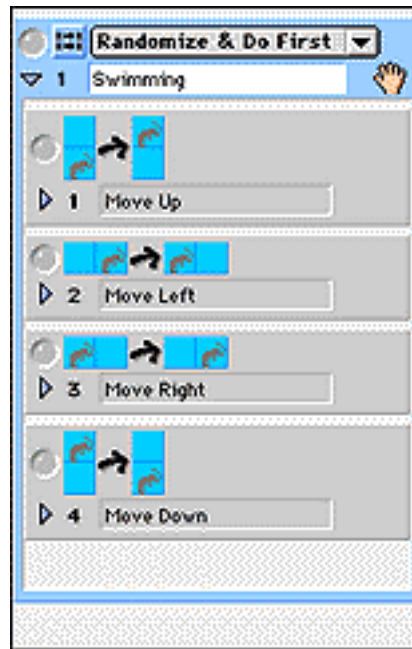 Randomize & Do First
1 Swimming
1 Move Up
2 Move Left
3 Move Right
4 Move Down